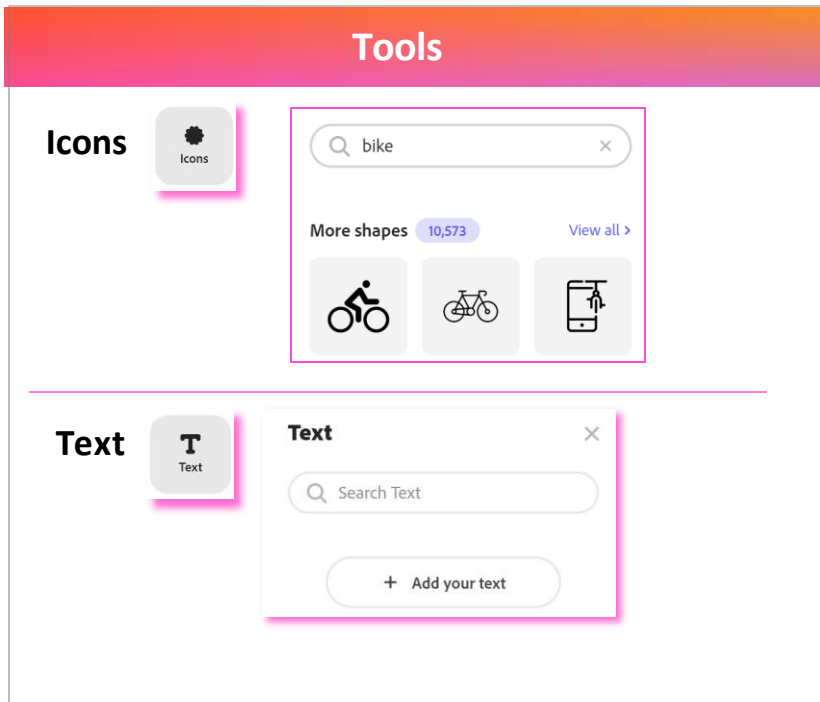 Tools
Icons
Icons
bike
More shapes 10,573 View all >
Text
T
Text
Text
Search Text
+ Add your text